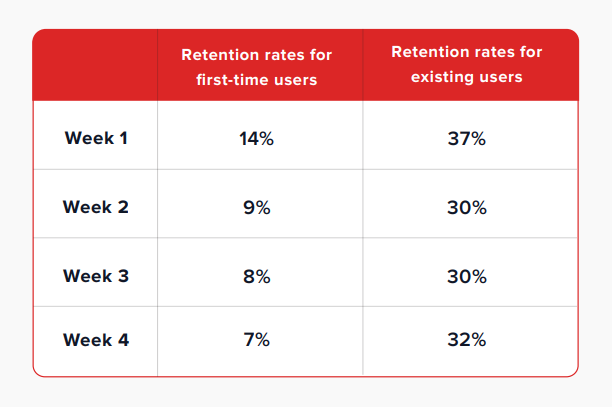 Retention rates for
first-time users
Retention rates for
existing users
Week 1 14% 37%
Week 2 9% 30%
Week 3 8% 30%
Week 4 7% 32%